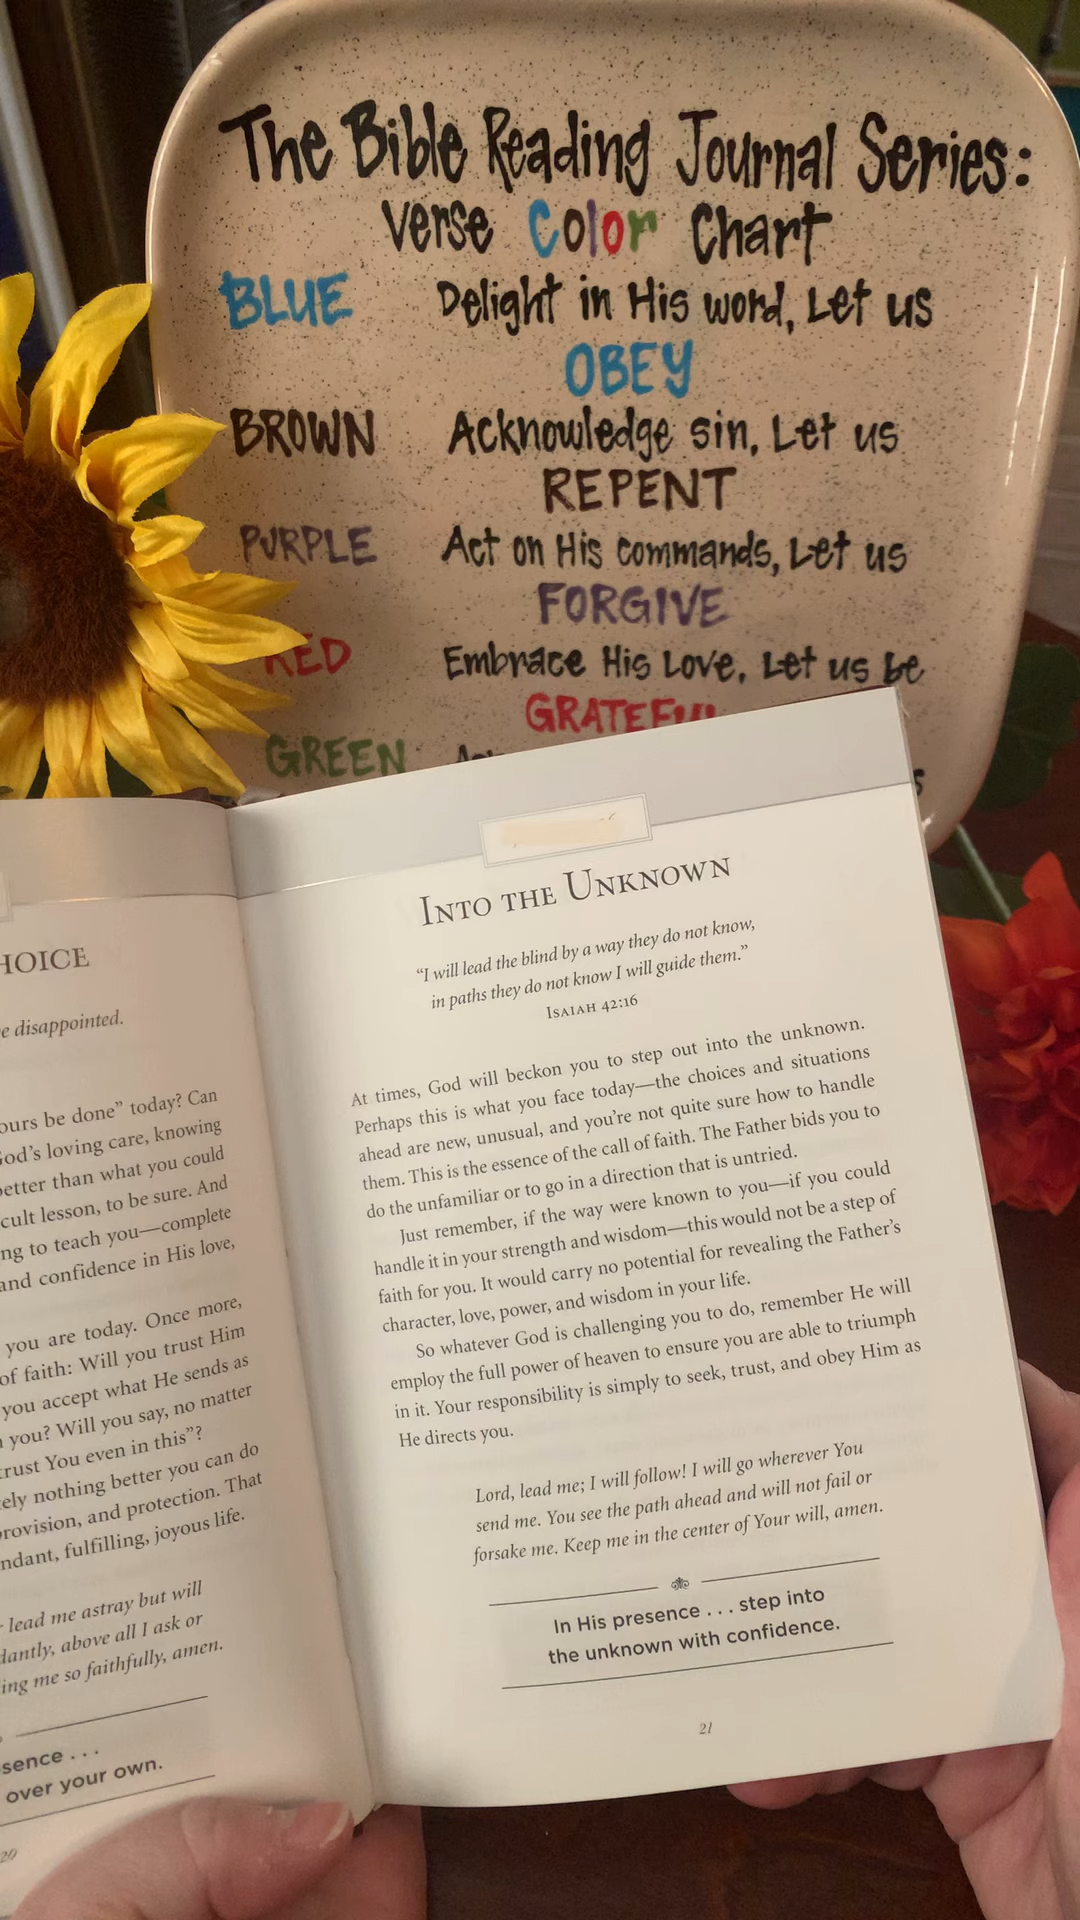 The Bible Reading Journal Series:
Verse Color Chart
BLUE Delight in His word, Let us
OBEY
BROWN Acknowledge sin, Let us
REPENT
PURPLE Act on His commands, Let us
FORGIVE
RED Embrace His Love, Let us be
GRATEFUL
GREEN
HOICE
e disappointed.
ours be done” today? Can
God’s loving care, knowing
better than what you could
cult lesson, to be sure. And
ng to teach you—complete
and confidence in His love,
you are today. Once more,
of faith: Will you trust Him
you accept what He sends as
you? Will you say, no matter
trust You even in this”?
ely nothing better you can do
provision, and protection. That
ndant, fulfilling, joyous life.
lead me astray but will
dantly, above all I ask or
ing me so faithfully, amen.
sence . . .
over your own.
20
Into the Unknown
“I will lead the blind by a way they do not know,
in paths they do not know I will guide them.”
Isaiah 42:16
At times, God will beckon you to step out into the unknown.
Perhaps this is what you face today—the choices and situations
ahead are new, unusual, and you’re not quite sure how to handle
them. This is the essence of the call of faith. The Father bids you to
do the unfamiliar or to go in a direction that is untried.
Just remember, if the way were known to you—if you could
handle it in your strength and wisdom—this would not be a step of
faith for you. It would carry no potential for revealing the Father’s
character, love, power, and wisdom in your life.
So whatever God is challenging you to do, remember He will
employ the full power of heaven to ensure you are able to triumph
in it. Your responsibility is simply to seek, trust, and obey Him as
He directs you.
Lord, lead me; I will follow! I will go wherever You
send me. You see the path ahead and will not fail or
forsake me. Keep me in the center of Your will, amen.
In His presence . . . step into
the unknown with confidence.
21